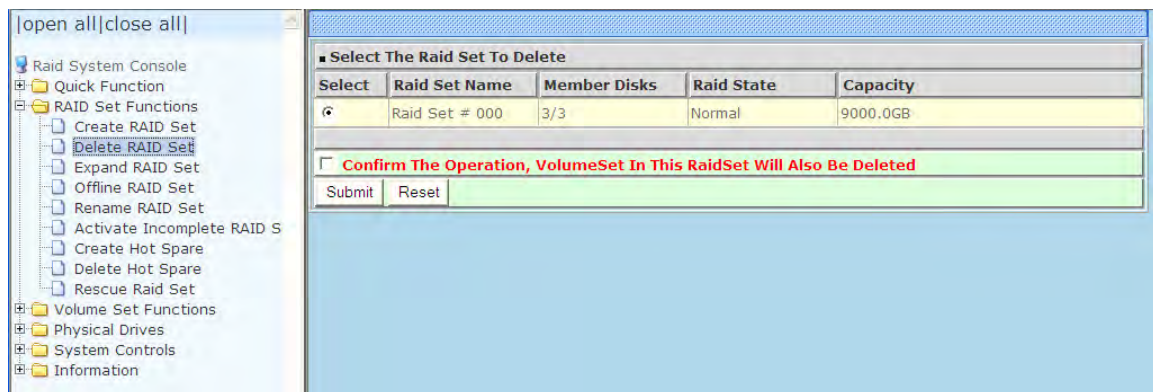 |open all|close all|
Raid System Console
Quick Function
RAID Set Functions
Create RAID Set
Delete RAID Set
Expand RAID Set
Offline RAID Set
Rename RAID Set
Activate Incomplete RAID S
Create Hot Spare
Delete Hot Spare
Rescue Raid Set
Volume Set Functions
Physical Drives
System Controls
Information
Select The Raid Set To Delete
Select Raid Set Name Member Disks Raid State Capacity
Raid Set # 000 3/3 Normal 9000.0GB
Confirm The Operation, VolumeSet In This RaidSet Will Also Be Deleted
Submit Reset